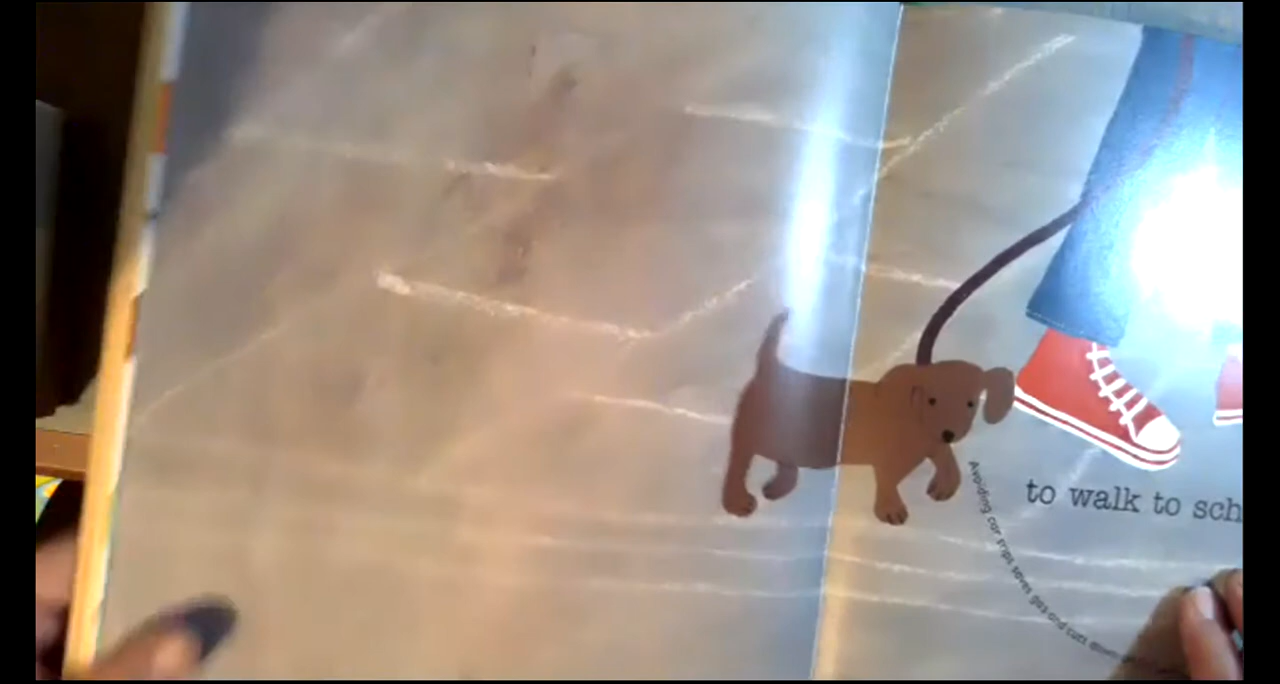 to walk to sch
Avoiding car trips saves gas and cuts down